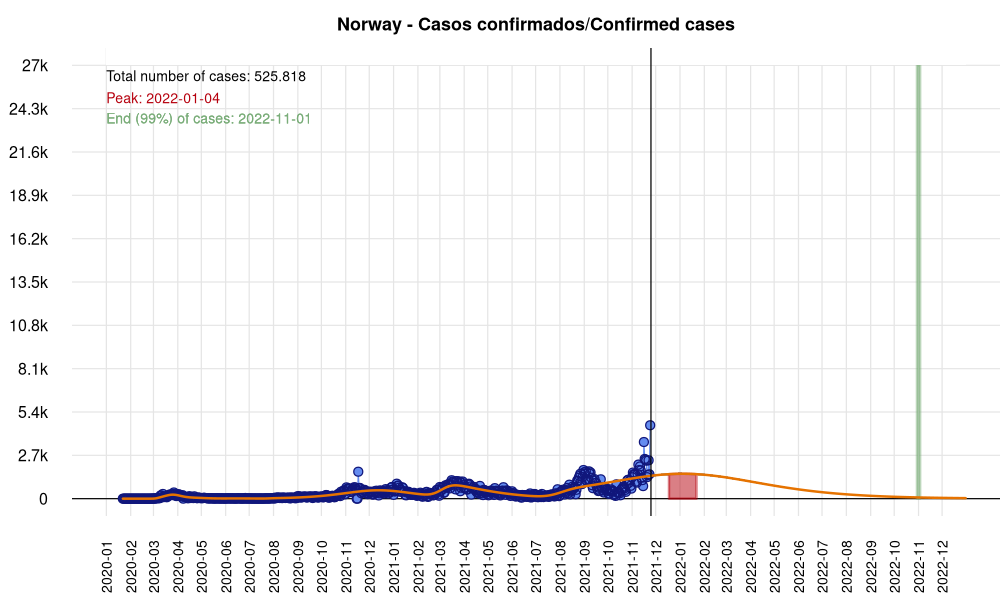 Norway - Casos confirmados/Confirmed cases
27k
24.3k
21.6k
18.9k
16.2k
13.5k
10.8k
8.1k
5.4k
2.7k
0
Total number of cases: 525.818
Peak: 2022-01-04
End (99%) of cases: 2022-11-01
2020-01
2020-02
2020-03
2020-04
2020-05
2020-06
2020-07
2020-08
2020-09
2020-10
2020-11
2020-12
2021-01
2021-02
2021-03
2021-04
2021-05
2021-06
2021-07
2021-08
2021-09
2021-10
2021-11
2021-12
2022-01
2022-02
2022-03
2022-04
2022-05
2022-06
2022-07
2022-08
2022-09
2022-10
2022-11
2022-12